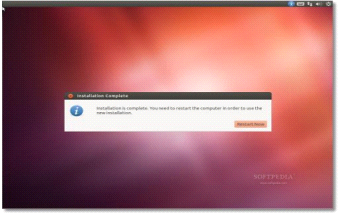 Installation Complete
Installation is complete. You need to restart the computer in order to use the
new installation.
Restart Now
SOFTPEDIA